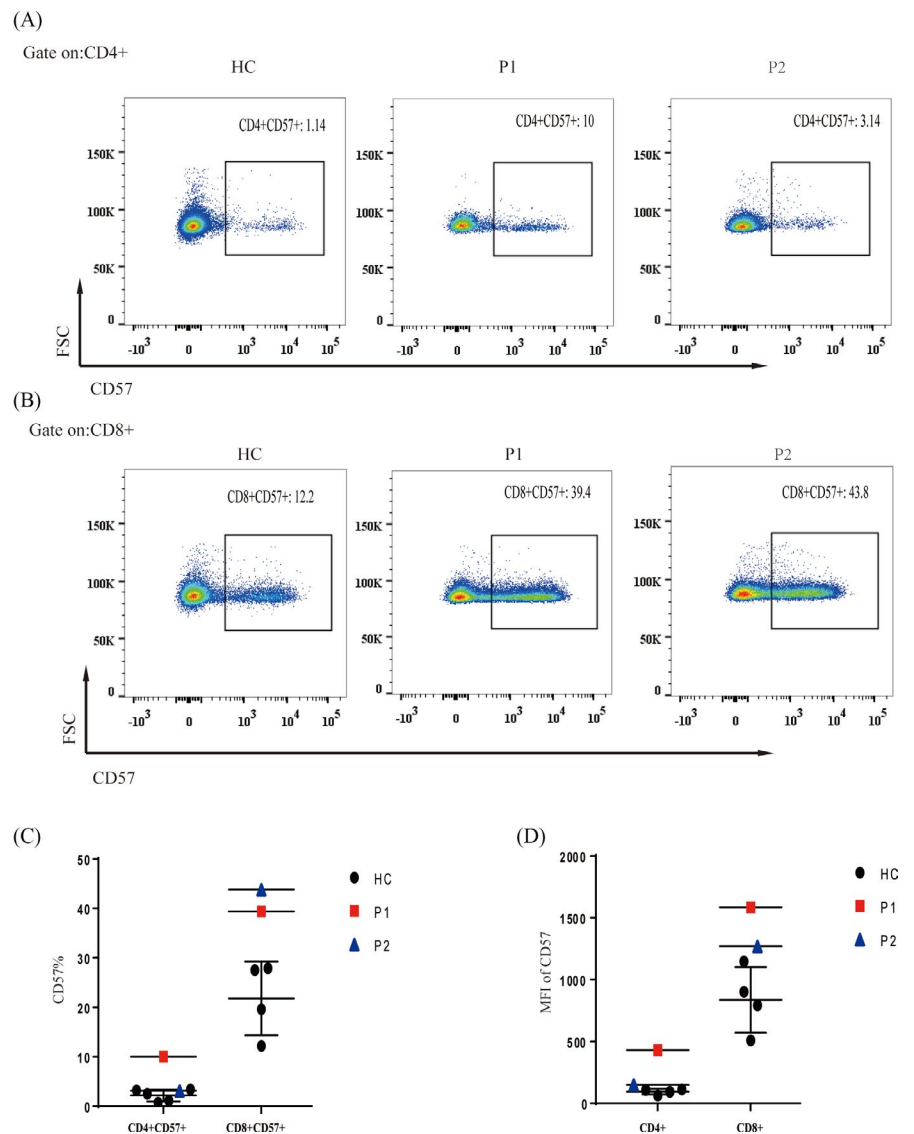 (A)
Gate on:CD4+
HC P1 P2
CD4+CD57+: 1.14 CD4+CD57+: 10 CD4+CD57+: 3.14
150K 150K 150K
100K 100K 100K
50K 50K 50K
0 0 0
-10³ 0 10³ 10⁴ 10⁵ -10³ 0 10³ 10⁴ 10⁵ -10³ 0 10³ 10⁴ 10⁵
FSC
CD57
(B)
Gate on:CD8+
HC P1 P2
CD8+CD57+: 12.2 CD8+CD57+: 39.4 CD8+CD57+: 43.8
150K 150K 150K
100K 100K 100K
50K 50K 50K
0 0 0
-10³ 0 10³ 10⁴ 10⁵ -10³ 0 10³ 10⁴ 10⁵ -10³ 0 10³ 10⁴ 10⁵
FSC
CD57
(C)
CD57%
50
40
30
20
10
0
CD4+CD57+ CD8+CD57+
HC
P1
P2
(D)
MFI of CD57
2000
1500
1000
500
0
CD4+ CD8+
HC
P1
P2